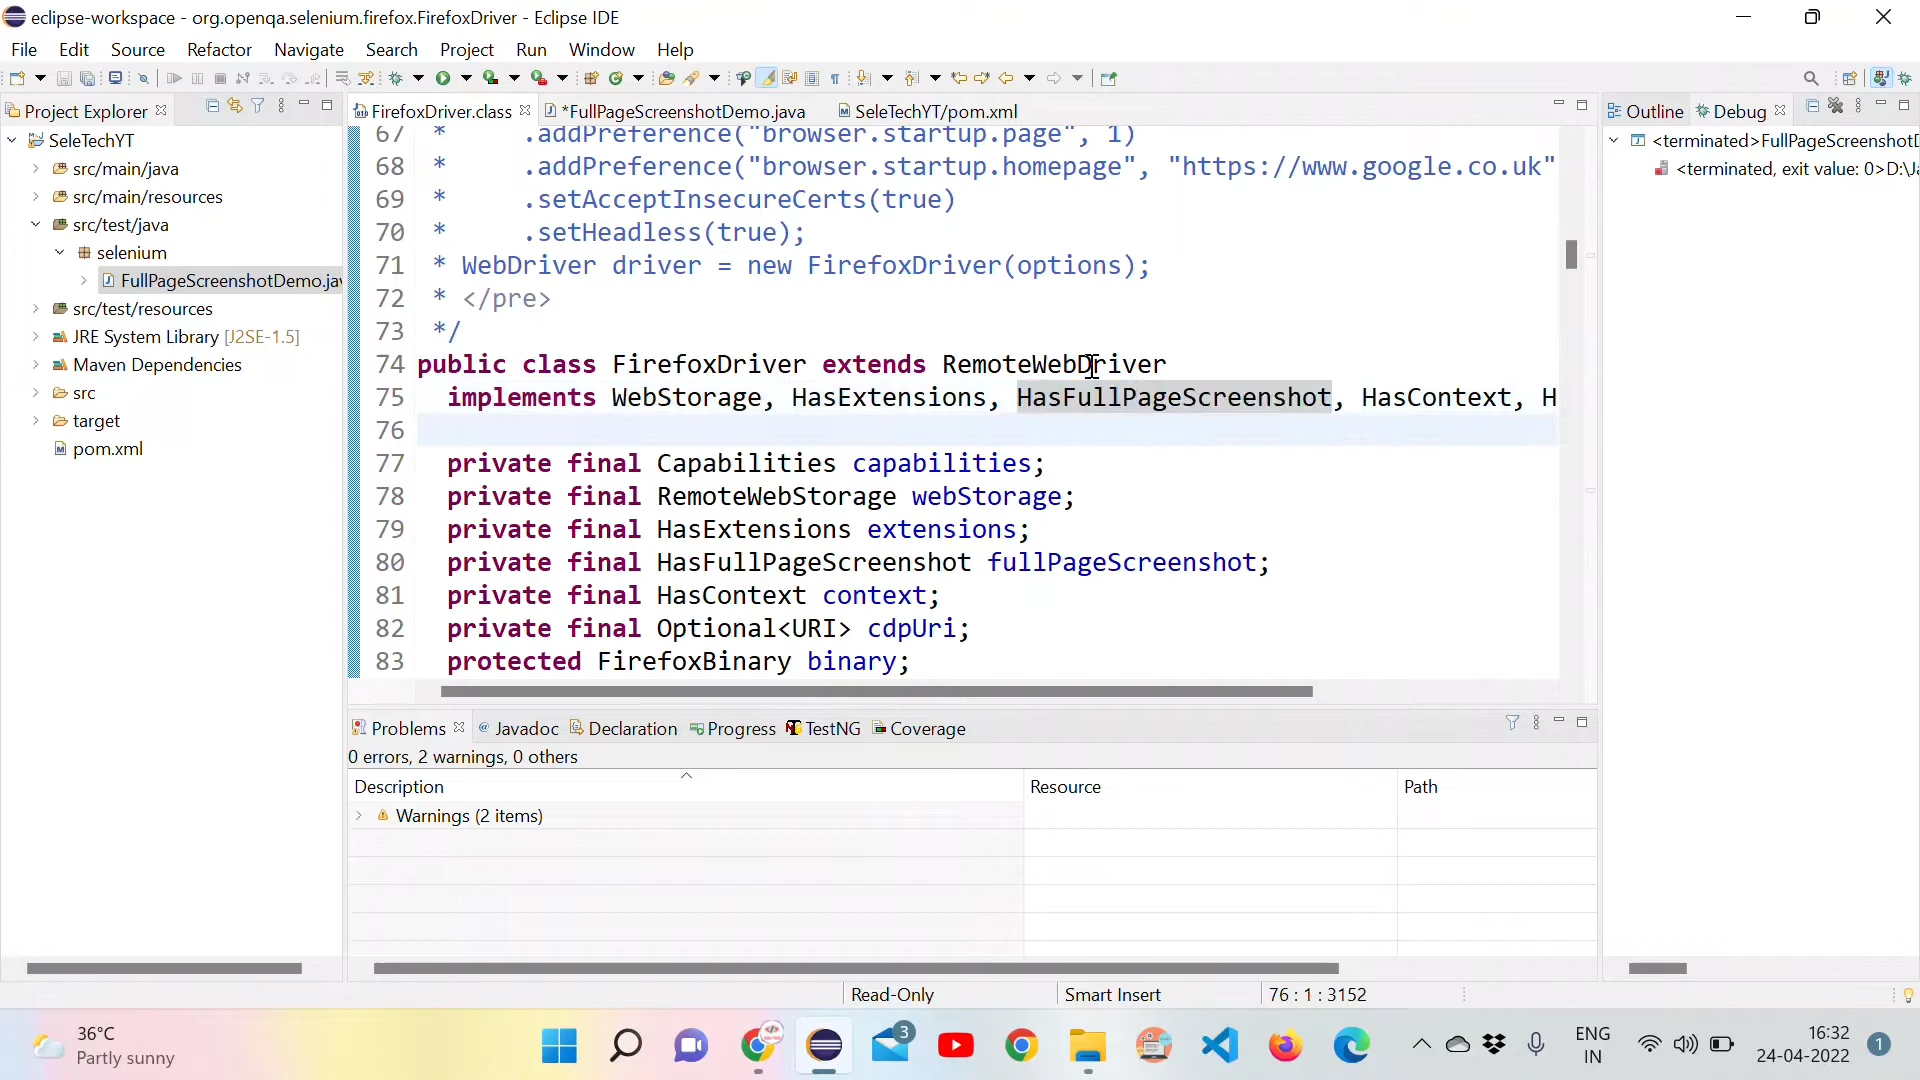 eclipse-workspace - org.openqa.selenium.firefox.FirefoxDriver - Eclipse IDE
File Edit Source Refactor Navigate Search Project Run Window Help
Project Explorer
FirefoxDriver.class
*FullPageScreenshotDemo.java
SeleTechYT/pom.xml
Outline
Debug
SeleTechYT
src/main/java
src/main/resources
src/test/java
selenium
FullPageScreenshotDemo.jav
src/test/resources
JRE System Library [J2SE-1.5]
Maven Dependencies
src
target
pom.xml
67 * .addPreference("browser.startup.page", 1)
68 * .addPreference("browser.startup.homepage", "https://www.google.co.uk"
69 * .setAcceptInsecureCerts(true)
70 * .setHeadless(true);
71 * WebDriver driver = new FirefoxDriver(options);
72 * </pre>
73 */
74 public class FirefoxDriver extends RemoteWebDriver
75 implements WebStorage, HasExtensions, HasFullPageScreenshot, HasContext, H
76
77 private final Capabilities capabilities;
78 private final RemoteWebStorage webStorage;
79 private final HasExtensions extensions;
80 private final HasFullPageScreenshot fullPageScreenshot;
81 private final HasContext context;
82 private final Optional<URI> cdpUri;
83 protected FirefoxBinary binary;
<terminated>FullPageScreenshotD
<terminated, exit value: 0>D:\Ja
Problems
@ Javadoc
Declaration
Progress
TestNG
Coverage
0 errors, 2 warnings, 0 others
Description Resource Path
Warnings (2 items)
Read-Only
Smart Insert
76 : 1 : 3152
36°C
Partly sunny
3
ENG
IN
16:32
24-04-2022
1